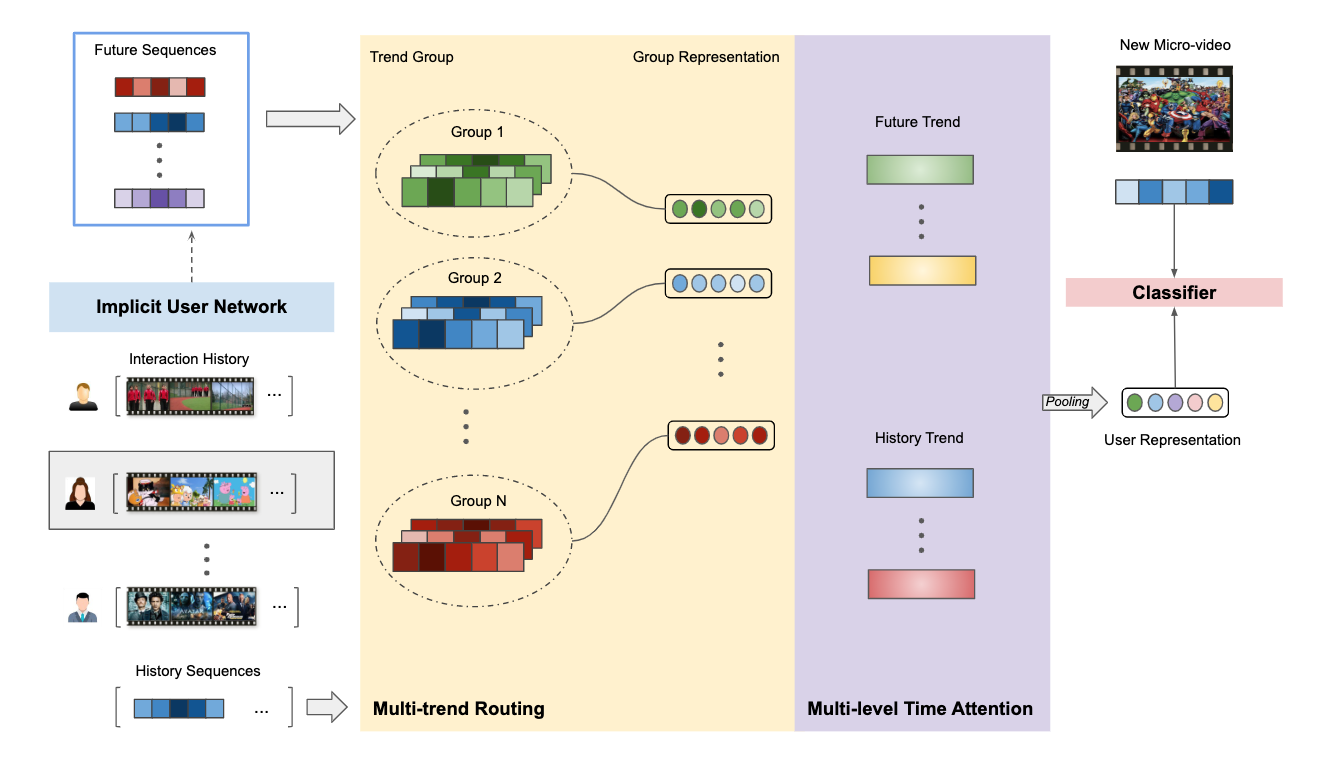 Future Sequences
Implicit User Network
Interaction History
...
...
...
History Sequences
...
Trend Group
Group Representation
Group 1
Group 2
Group N
Multi-trend Routing
Future Trend
History Trend
Multi-level Time Attention
Pooling
New Micro-video
Classifier
User Representation